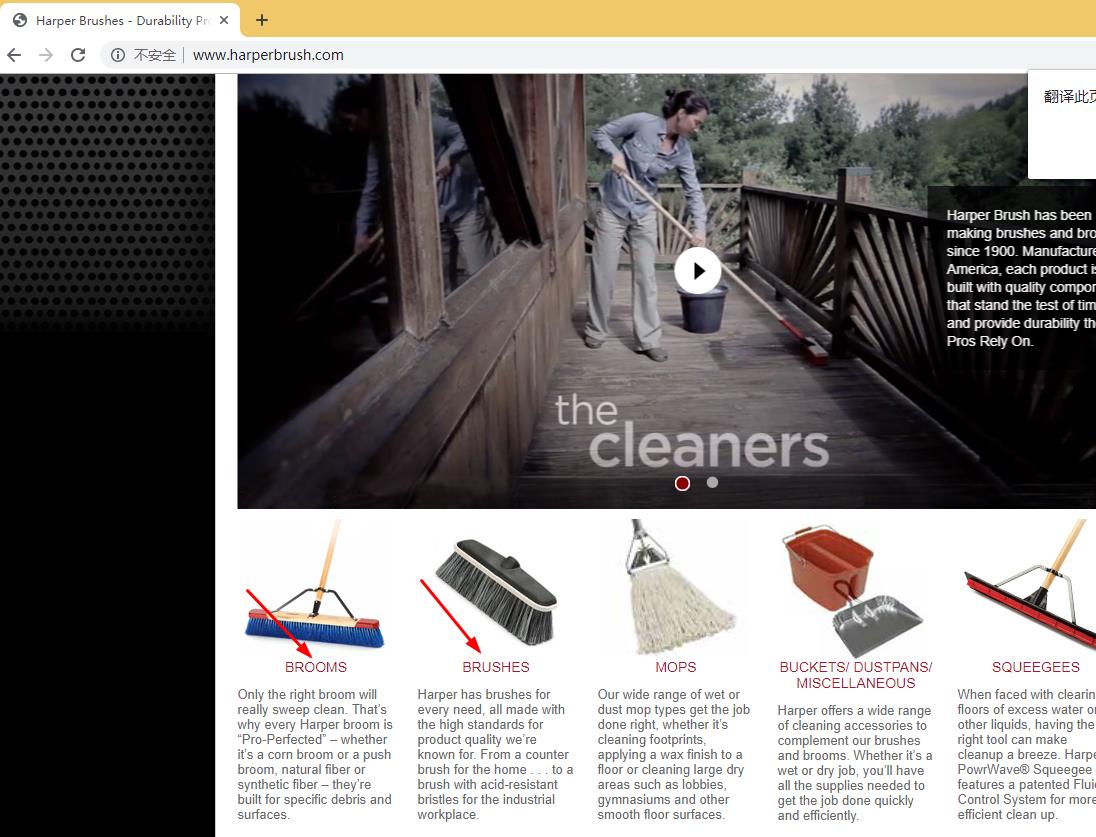 Harper Brushes - Durability Pr
不安全
www.harperbrush.com
翻译此页
Harper Brush has been
making brushes and bro
since 1900. Manufacture
America, each product is
built with quality compor
that stand the test of tim
and provide durability the
Pros Rely On.
the
cleaners
BROOMS
Only the right broom will
really sweep clean. That's
why every Harper broom is
“Pro-Perfected” – whether
it's a corn broom or a push
broom, natural fiber or
synthetic fiber – they're
built for specific debris and
surfaces.
BRUSHES
Harper has brushes for
every need, all made with
the high standards for
product quality we're
known for. From a counter
brush for the home . . . to a
brush with acid-resistant
bristles for the industrial
workplace.
MOPS
Our wide range of wet or
dust mop types get the job
done right, whether it's
cleaning footprints,
applying a wax finish to a
floor or cleaning large dry
areas such as lobbies,
gymnasiums and other
smooth floor surfaces.
BUCKETS/ DUSTPANS/
MISCELLANEOUS
Harper offers a wide range
of cleaning accessories to
complement our brushes
and brooms. Whether it's a
wet or dry job, you'll have
all the supplies needed to
get the job done quickly
and efficiently.
SQUEEGEES
When faced with clearin
floors of excess water o
other liquids, having the
right tool can make
cleanup a breeze. Harpe
PowrWave® Squeegee
features a patented Flui
Control System for more
efficient clean up.